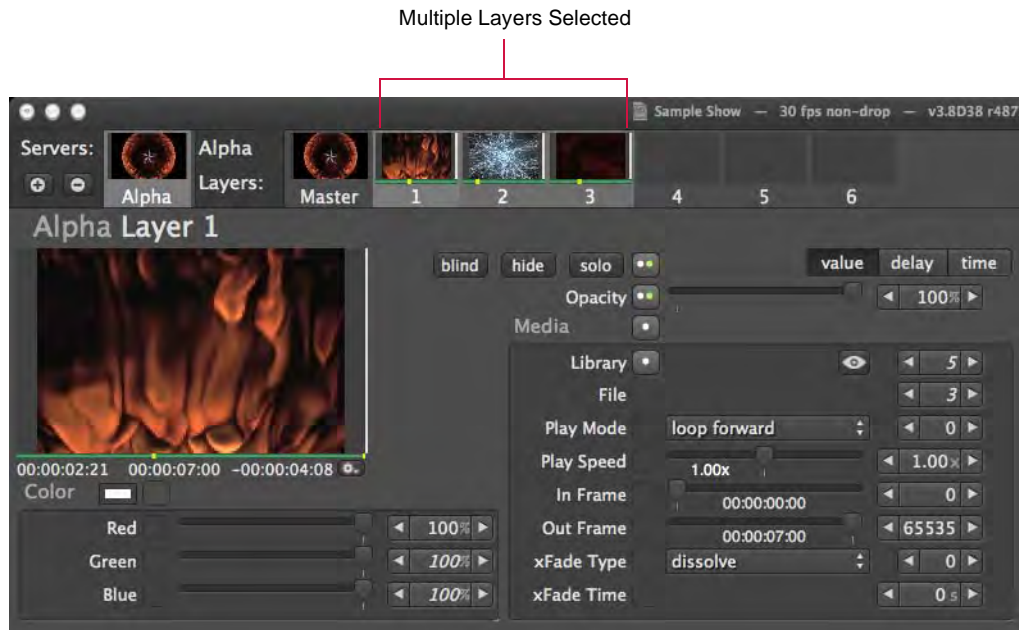 Multiple Layers Selected
Sample Show — 30 fps non-drop — v3.8D38 r487
Servers:
Alpha
Layers:
Alpha
Master
1
2
3
4
5
6
Alpha Layer 1
blind
hide
solo
value
delay
time
Opacity
100%
Media
Library
5
File
3
Play Mode
loop forward
0
Play Speed
1.00x
1.00x
In Frame
00:00:00:00
0
Out Frame
00:00:07:00
65535
xFade Type
dissolve
0
xFade Time
0 s
00:00:02:21
00:00:07:00
-00:00:04:08
Color
Red
100%
Green
100%
Blue
100%